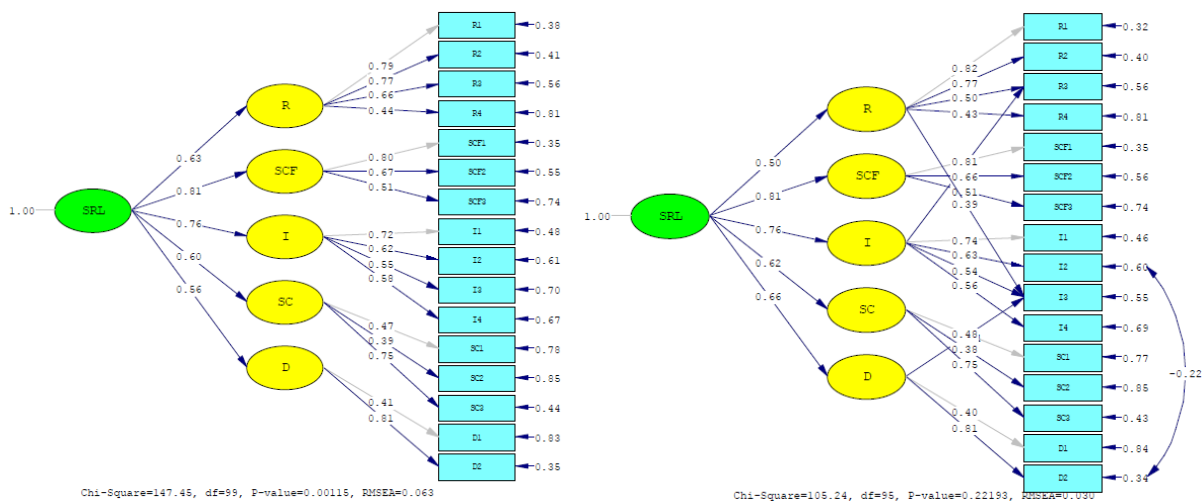 1.00
SRL
0.63
0.81
0.76
0.60
0.56
R
SCF
I
SC
D
0.79
0.77
0.66
0.44
0.80
0.67
0.51
0.72
0.62
0.55
0.58
0.47
0.39
0.75
0.41
0.81
R1 0.38
R2 0.41
R3 0.56
R4 0.81
SCF1 0.35
SCF2 0.55
SCF3 0.74
I1 0.48
I2 0.61
I3 0.70
I4 0.67
SC1 0.78
SC2 0.85
SC3 0.44
D1 0.83
D2 0.35
Chi-Square=147.45, df=99, P-value=0.00115, RMSEA=0.063
1.00
SRL
0.50
0.81
0.76
0.62
0.66
R
SCF
I
SC
D
0.82
0.77
0.50
0.43
0.81
0.66
0.51
0.39
0.74
0.63
0.54
0.56
0.48
0.38
0.75
0.40
0.81
R1 0.32
R2 0.40
R3 0.56
R4 0.81
SCF1 0.35
SCF2 0.56
SCF3 0.74
I1 0.46
I2 0.60
I3 0.55
I4 0.69
SC1 0.77
SC2 0.85
SC3 0.43
D1 0.84
D2 0.34
-0.22
Chi-Square=105.24, df=95, P-value=0.22193, RMSEA=0.030